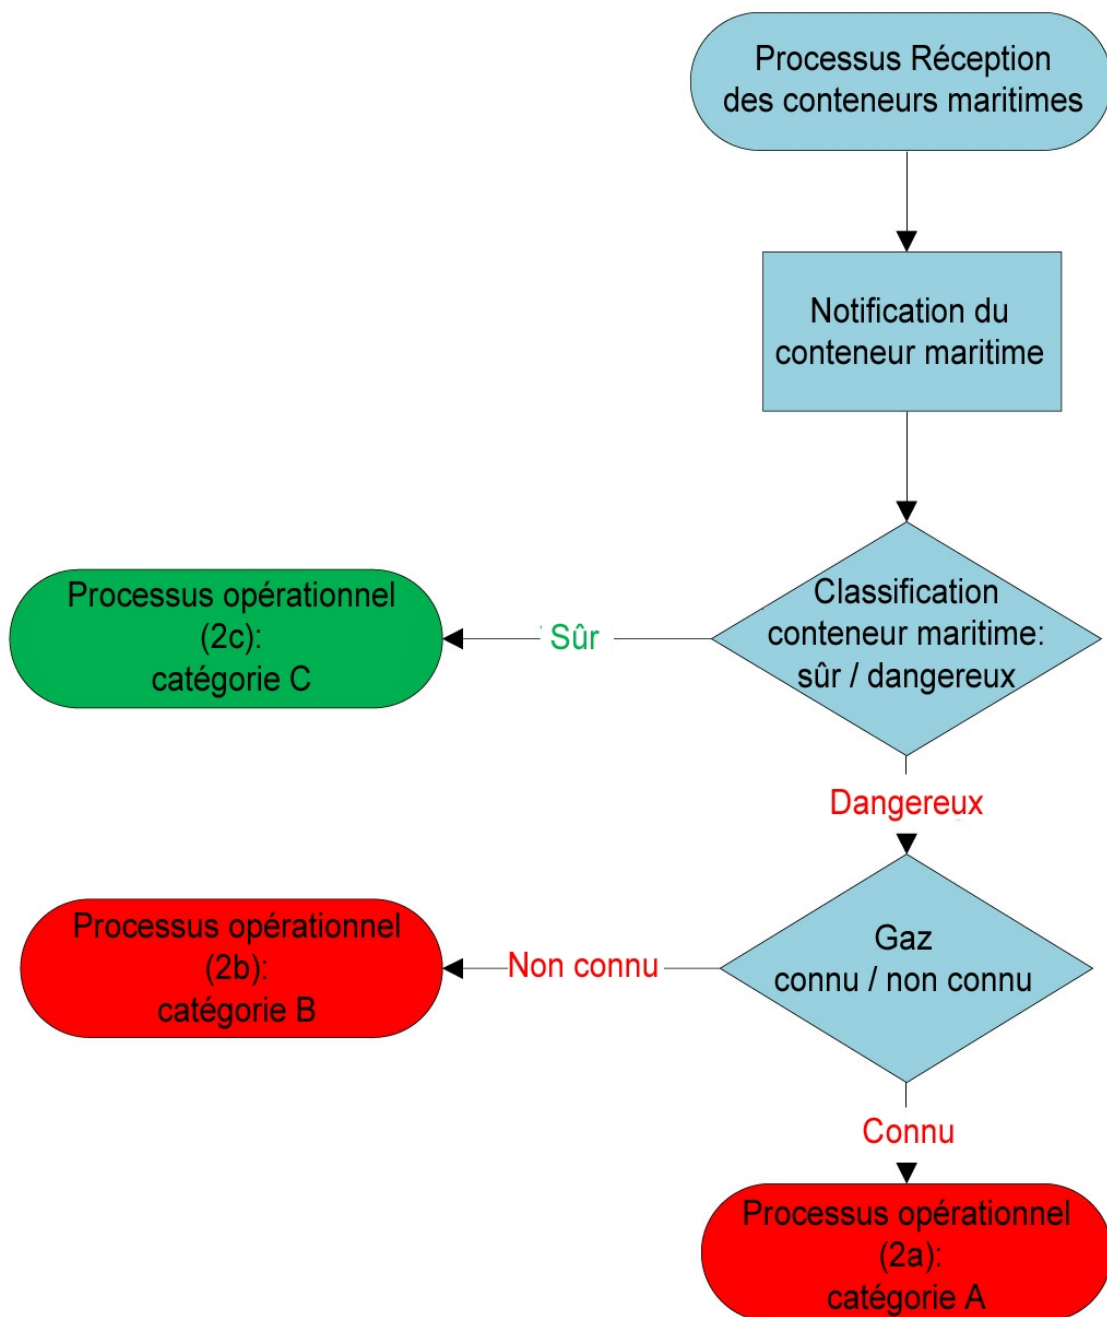 Processus Réception
des conteneurs maritimes
Notification du
conteneur maritime
Classification
conteneur maritime:
sûr / dangereux
Sûr
Processus opérationnel
(2c):
catégorie C
Dangereux
Gaz
connu / non connu
Non connu
Processus opérationnel
(2b):
catégorie B
Connu
Processus opérationnel
(2a):
catégorie A